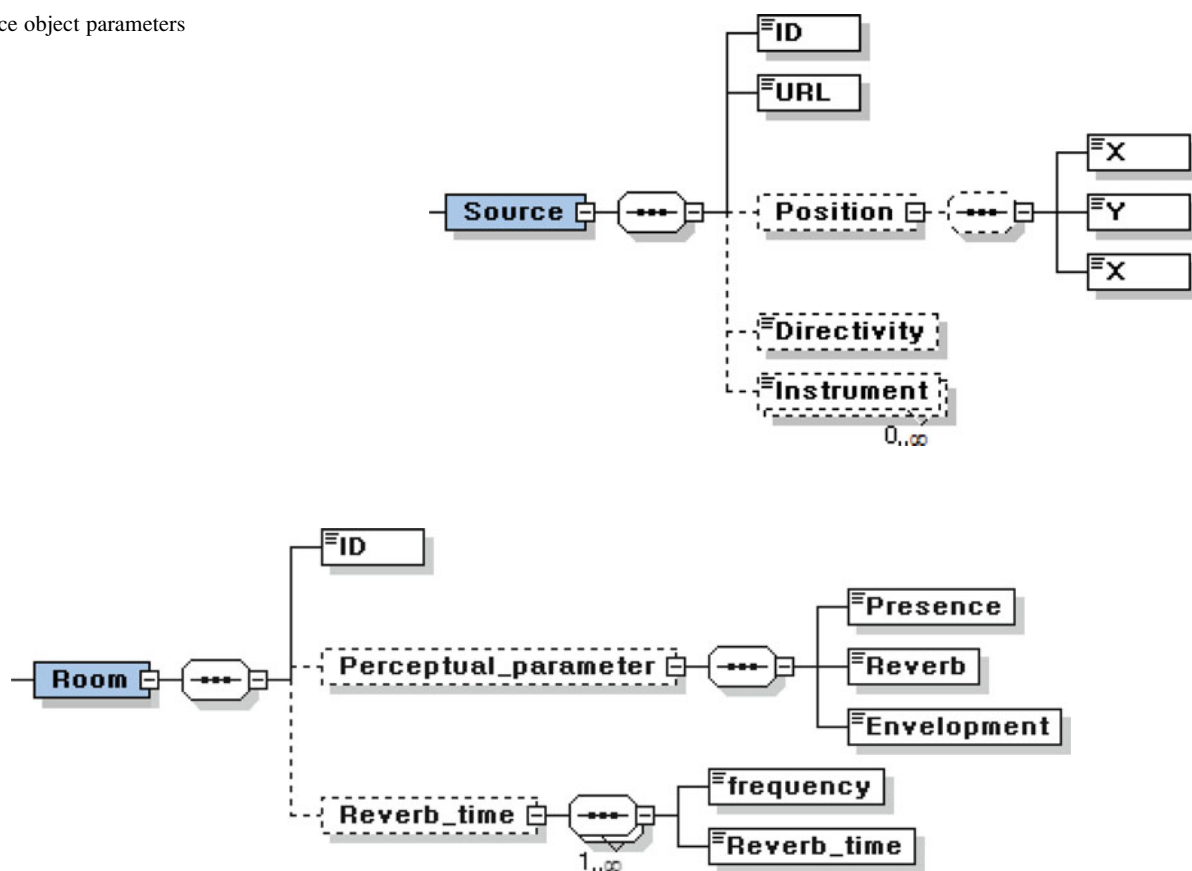 ce object parameters
ID
URL
Source
Position
X
Y
X
Directivity
Instrument
0..∞
ID
Room
Perceptual_parameter
Presence
Reverb
Envelopment
Reverb_time
1..∞
frequency
Reverb_time